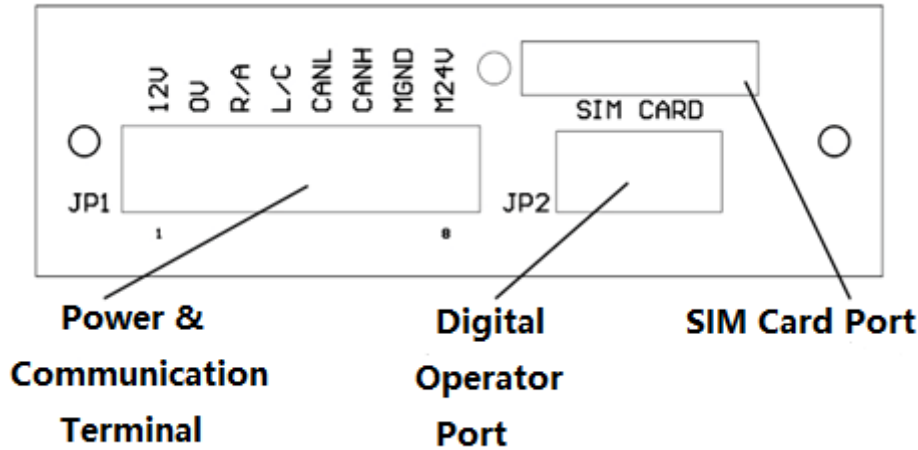 12V
0V
R/A
L/C
CANL
CANH
MGND
M24V
SIM CARD
JP1
JP2
1
8
Power &
Communication
Terminal
Digital
Operator
Port
SIM Card Port